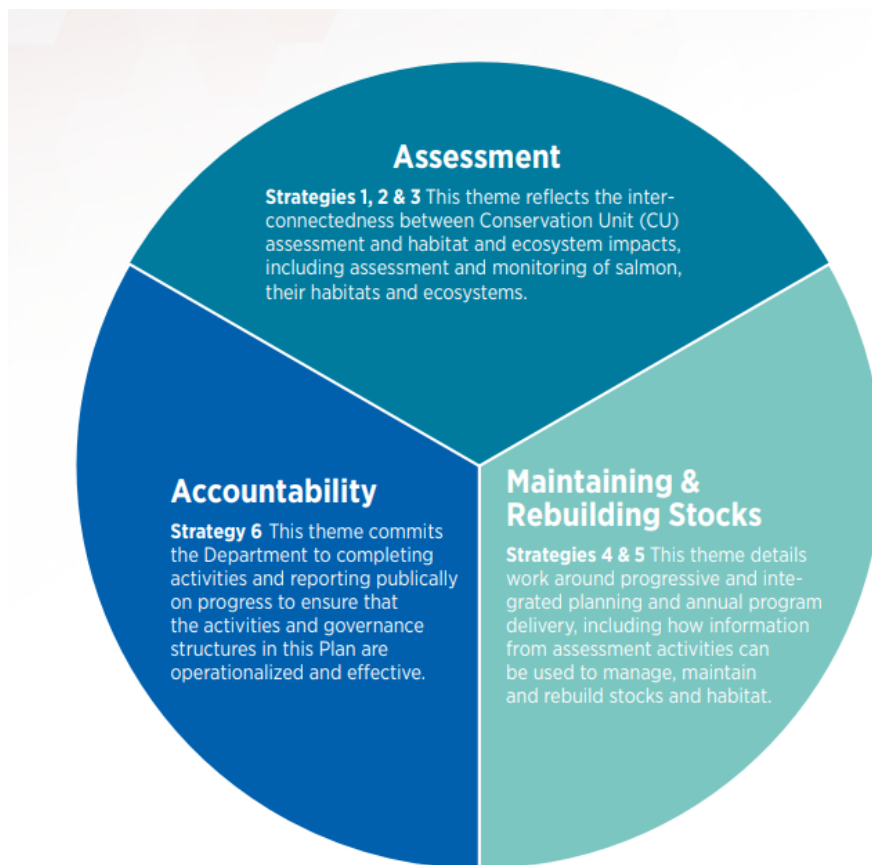 Assessment
Strategies 1, 2 & 3 This theme reflects the inter-
connectedness between Conservation Unit (CU)
assessment and habitat and ecosystem impacts,
including assessment and monitoring of salmon,
their habitats and ecosystems.
Accountability
Strategy 6 This theme commits
the Department to completing
activities and reporting publically
on progress to ensure that
the activities and governance
structures in this Plan are
operationalized and effective.
Maintaining &
Rebuilding Stocks
Strategies 4 & 5 This theme details
work around progressive and inte-
grated planning and annual program
delivery, including how information
from assessment activities can
be used to manage, maintain
and rebuild stocks and habitat.